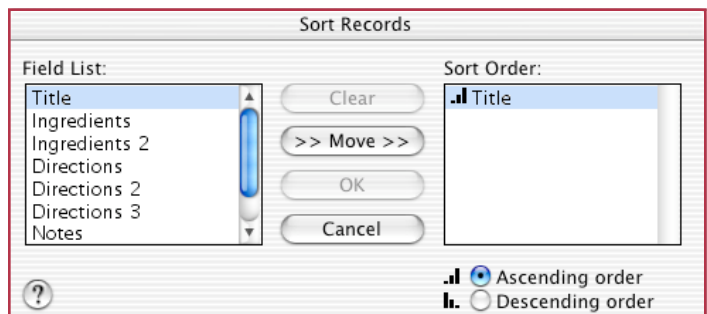 Sort Records
Field List:
Title
Ingredients
Ingredients 2
Directions
Directions 2
Directions 3
Notes
Clear
>> Move >>
OK
Cancel
Sort Order:
Title
Ascending order
Descending order
?